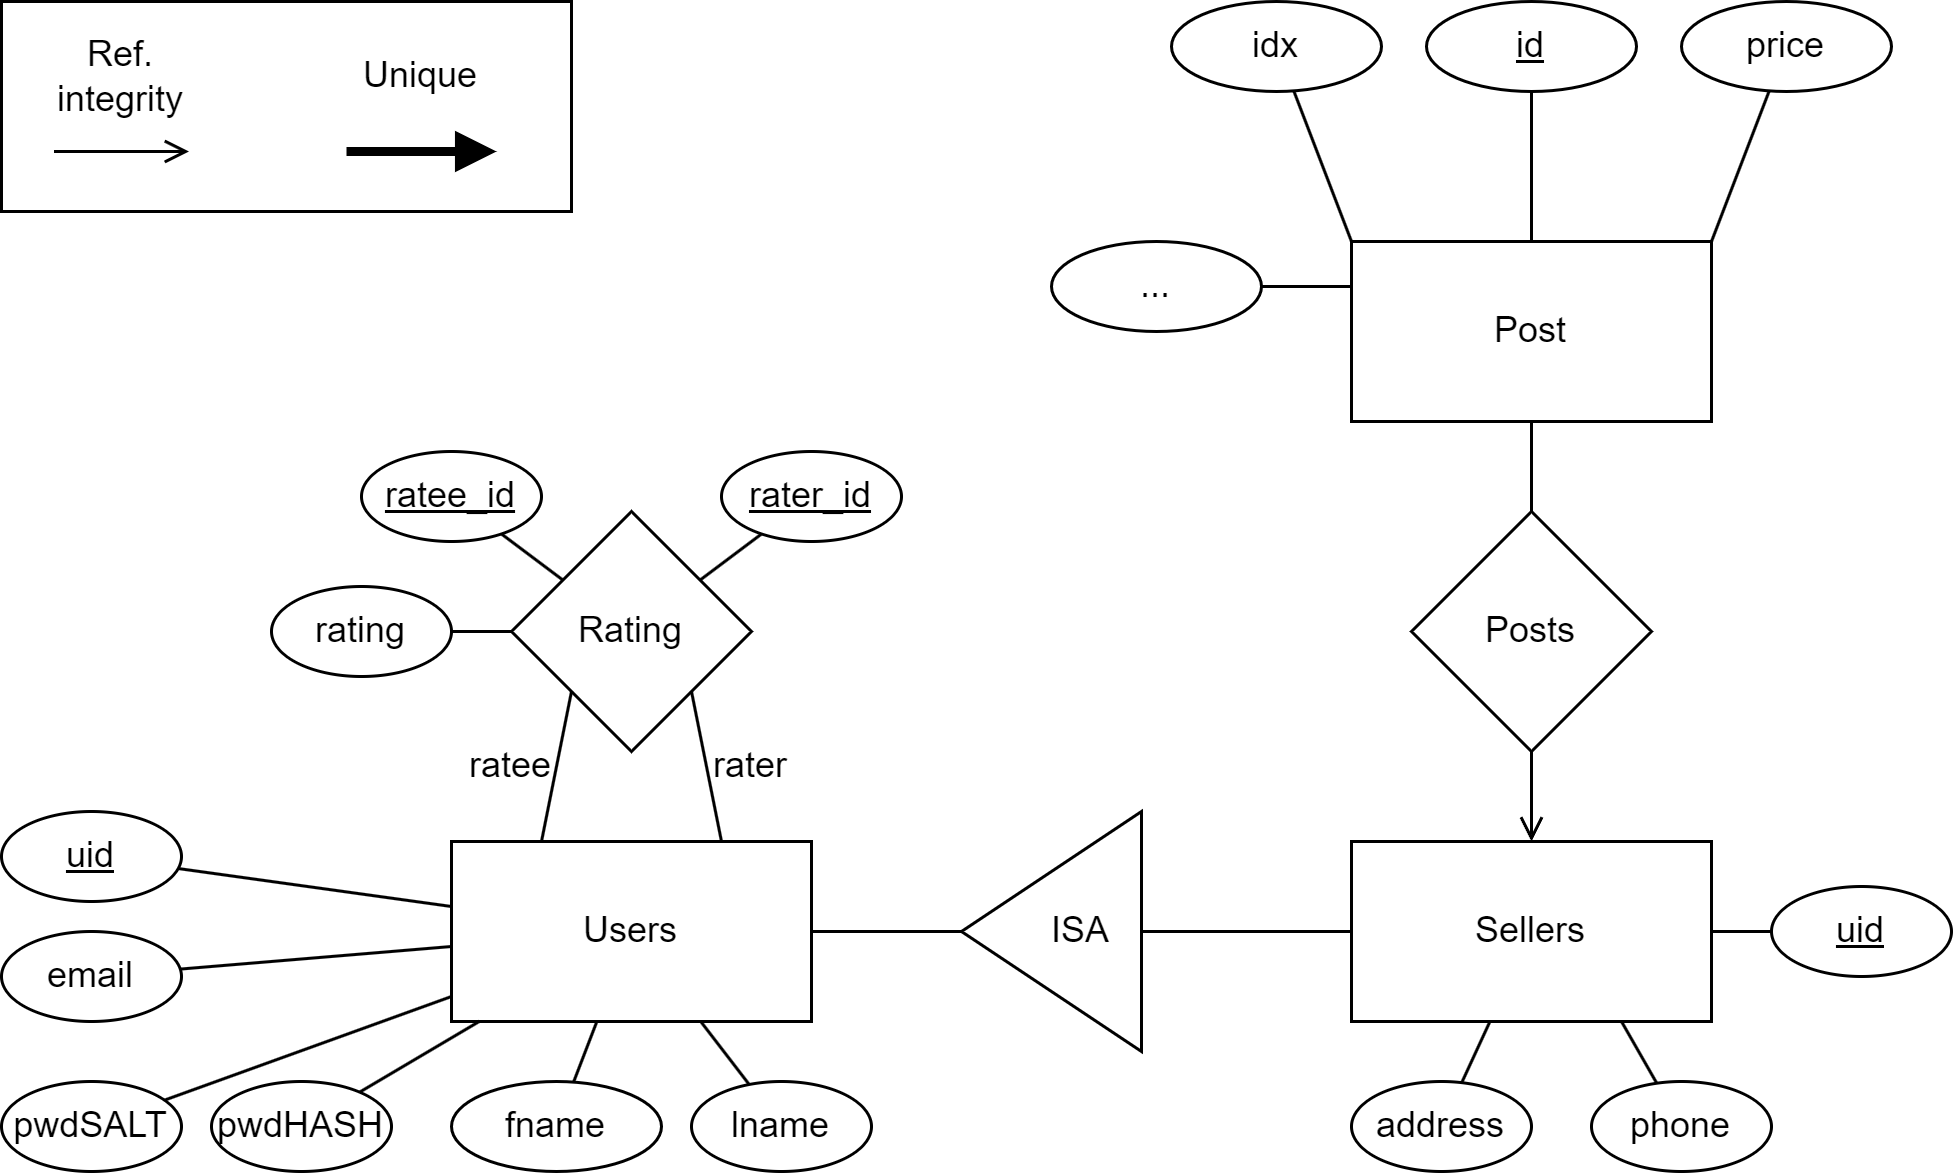 Ref.
integrity
Unique
idx
id
price
...
Post
ratee_id
rater_id
rating
Rating
Posts
ratee
rater
uid
email
Users
ISA
Sellers
uid
pwdSALT
pwdHASH
fname
lname
address
phone